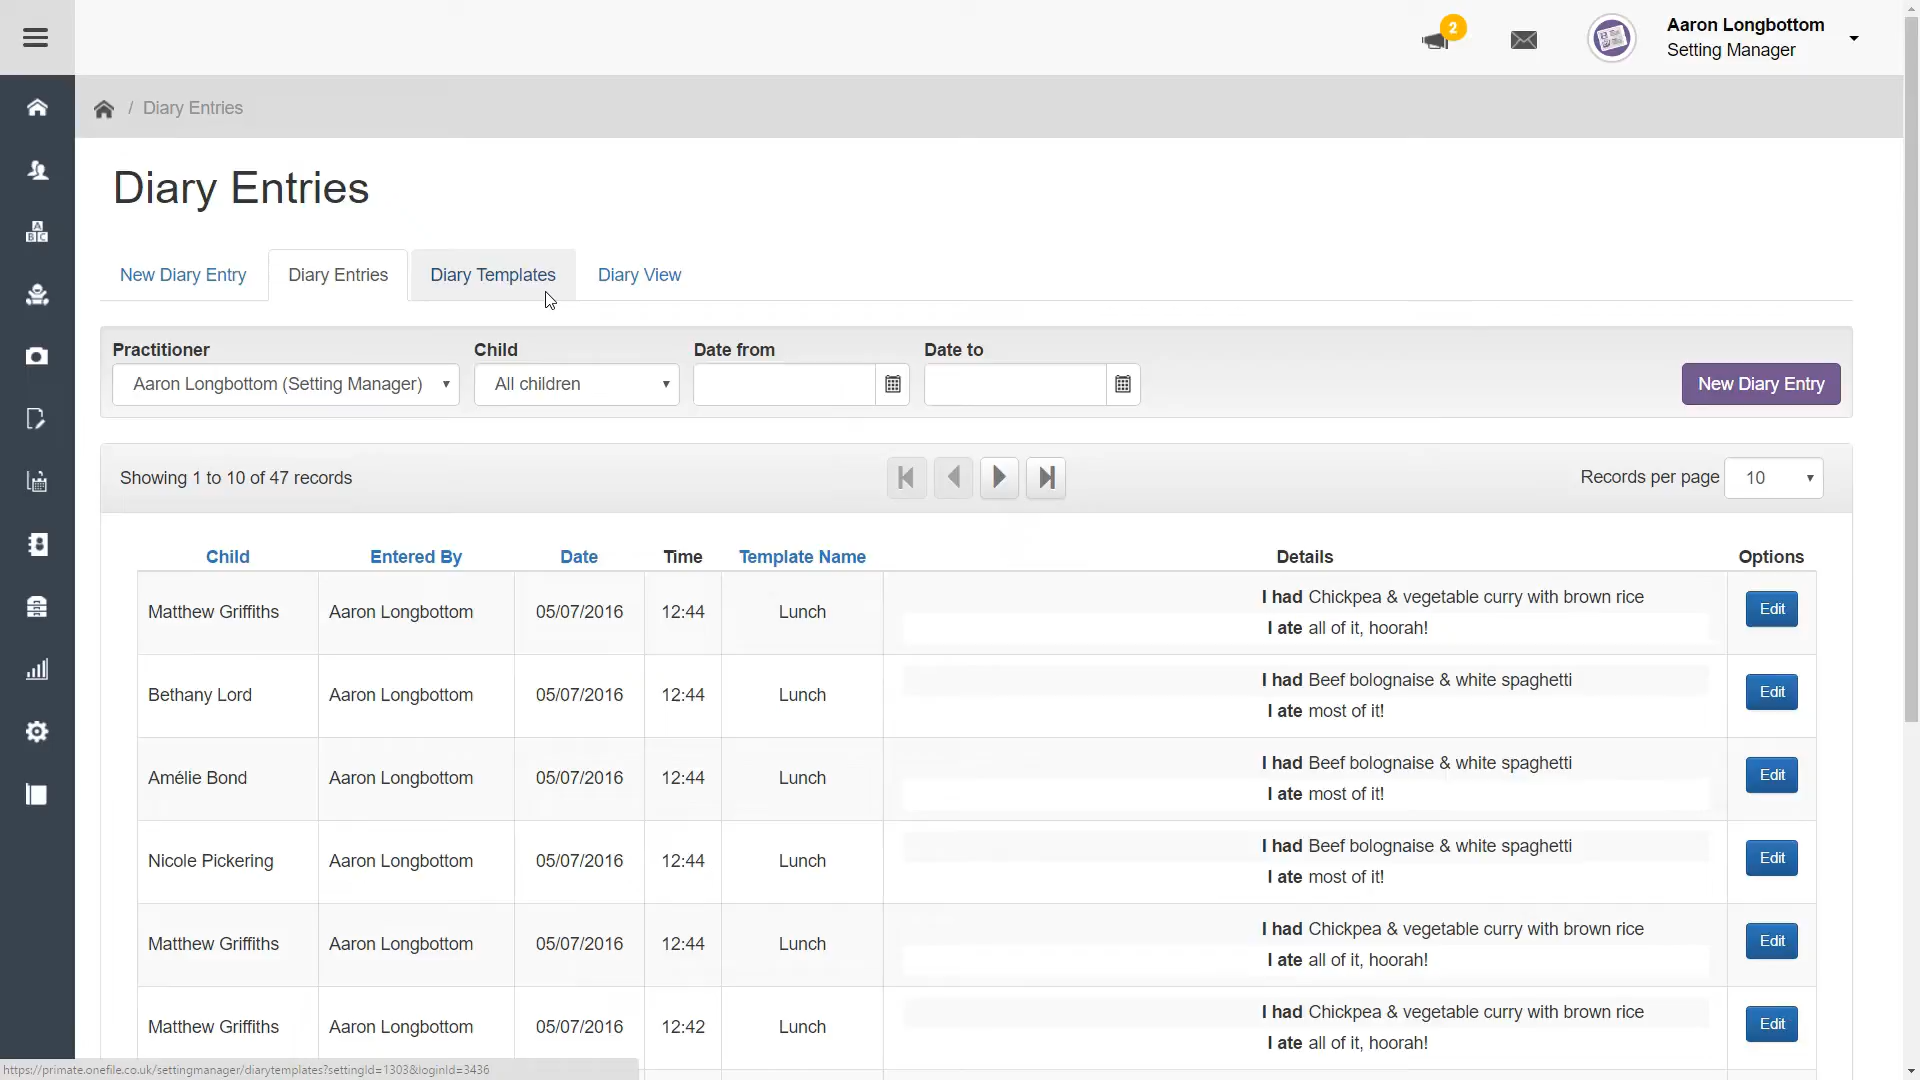 2
Aaron Longbottom
Setting Manager
/ Diary Entries
Diary Entries
New Diary Entry Diary Entries Diary Templates Diary View
Practitioner Child Date from Date to
Aaron Longbottom (Setting Manager) All children New Diary Entry
Showing 1 to 10 of 47 records Records per page 10
Child Entered By Date Time Template Name Details Options
I had Chickpea & vegetable curry with brown rice
Matthew Griffiths Aaron Longbottom 05/07/2016 12:44 Lunch Edit
I ate all of it, hoorah!
I had Beef bolognaise & white spaghetti
Bethany Lord Aaron Longbottom 05/07/2016 12:44 Lunch Edit
I ate most of it!
I had Beef bolognaise & white spaghetti
Amélie Bond Aaron Longbottom 05/07/2016 12:44 Lunch Edit
I ate most of it!
I had Beef bolognaise & white spaghetti
Nicole Pickering Aaron Longbottom 05/07/2016 12:44 Lunch Edit
I ate most of it!
I had Chickpea & vegetable curry with brown rice
Matthew Griffiths Aaron Longbottom 05/07/2016 12:44 Lunch Edit
I ate all of it, hoorah!
I had Chickpea & vegetable curry with brown rice
Matthew Griffiths Aaron Longbottom 05/07/2016 12:42 Lunch Edit
I ate all of it, hoorah!
https://primate.onefile.co.uk/settingmanager/diarytemplates?settingId=1303&loginId=3436